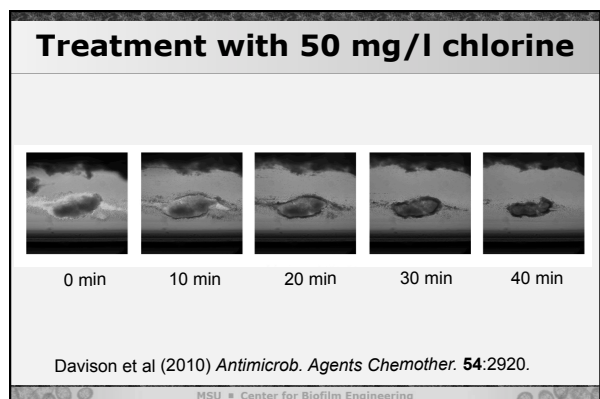 Treatment with 50 mg/l chlorine
0 min 10 min 20 min 30 min 40 min
Davison et al (2010) Antimicrob. Agents Chemother. 54:2920.
MSU ▪ Center for Biofilm Engineering